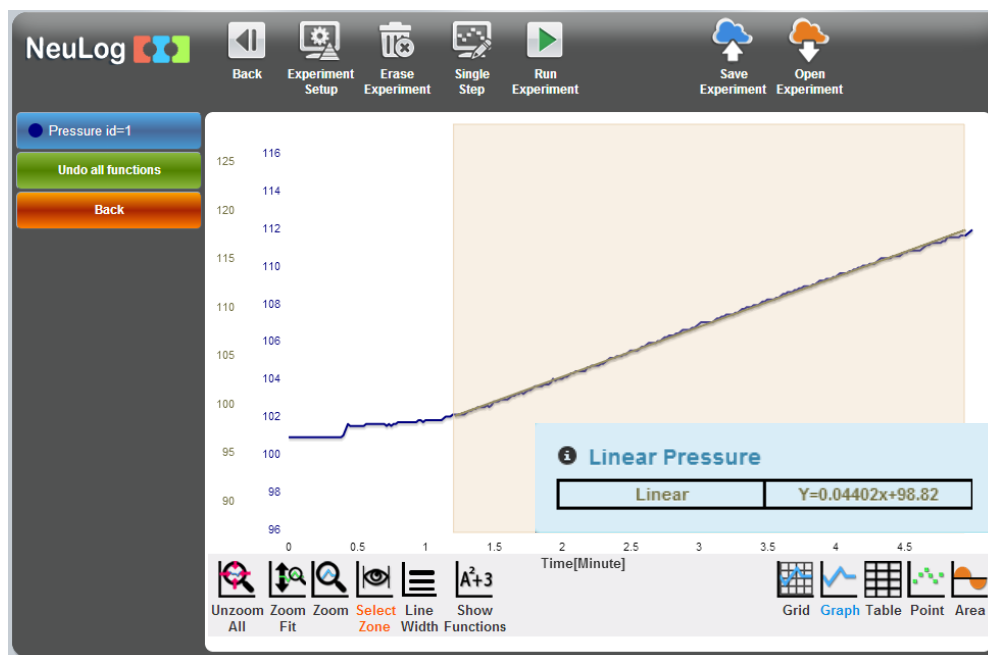 NeuLog
Back
Experiment
Setup
Erase
Experiment
Single
Step
Run
Experiment
Save
Experiment
Open
Experiment
Pressure id=1
Undo all functions
Back
125
120
115
110
105
100
95
90
116
114
112
110
108
106
104
102
100
98
96
Linear Pressure
Linear Y=0.04402x+98.82
0 0.5 1 1.5 2 2.5 3 3.5 4 4.5
Time[Minute]
Unzoom
All
Zoom
Fit
Zoom
Select
Zone
Line
Width
A²+3
Show
Functions
Grid
Graph
Table
Point
Area